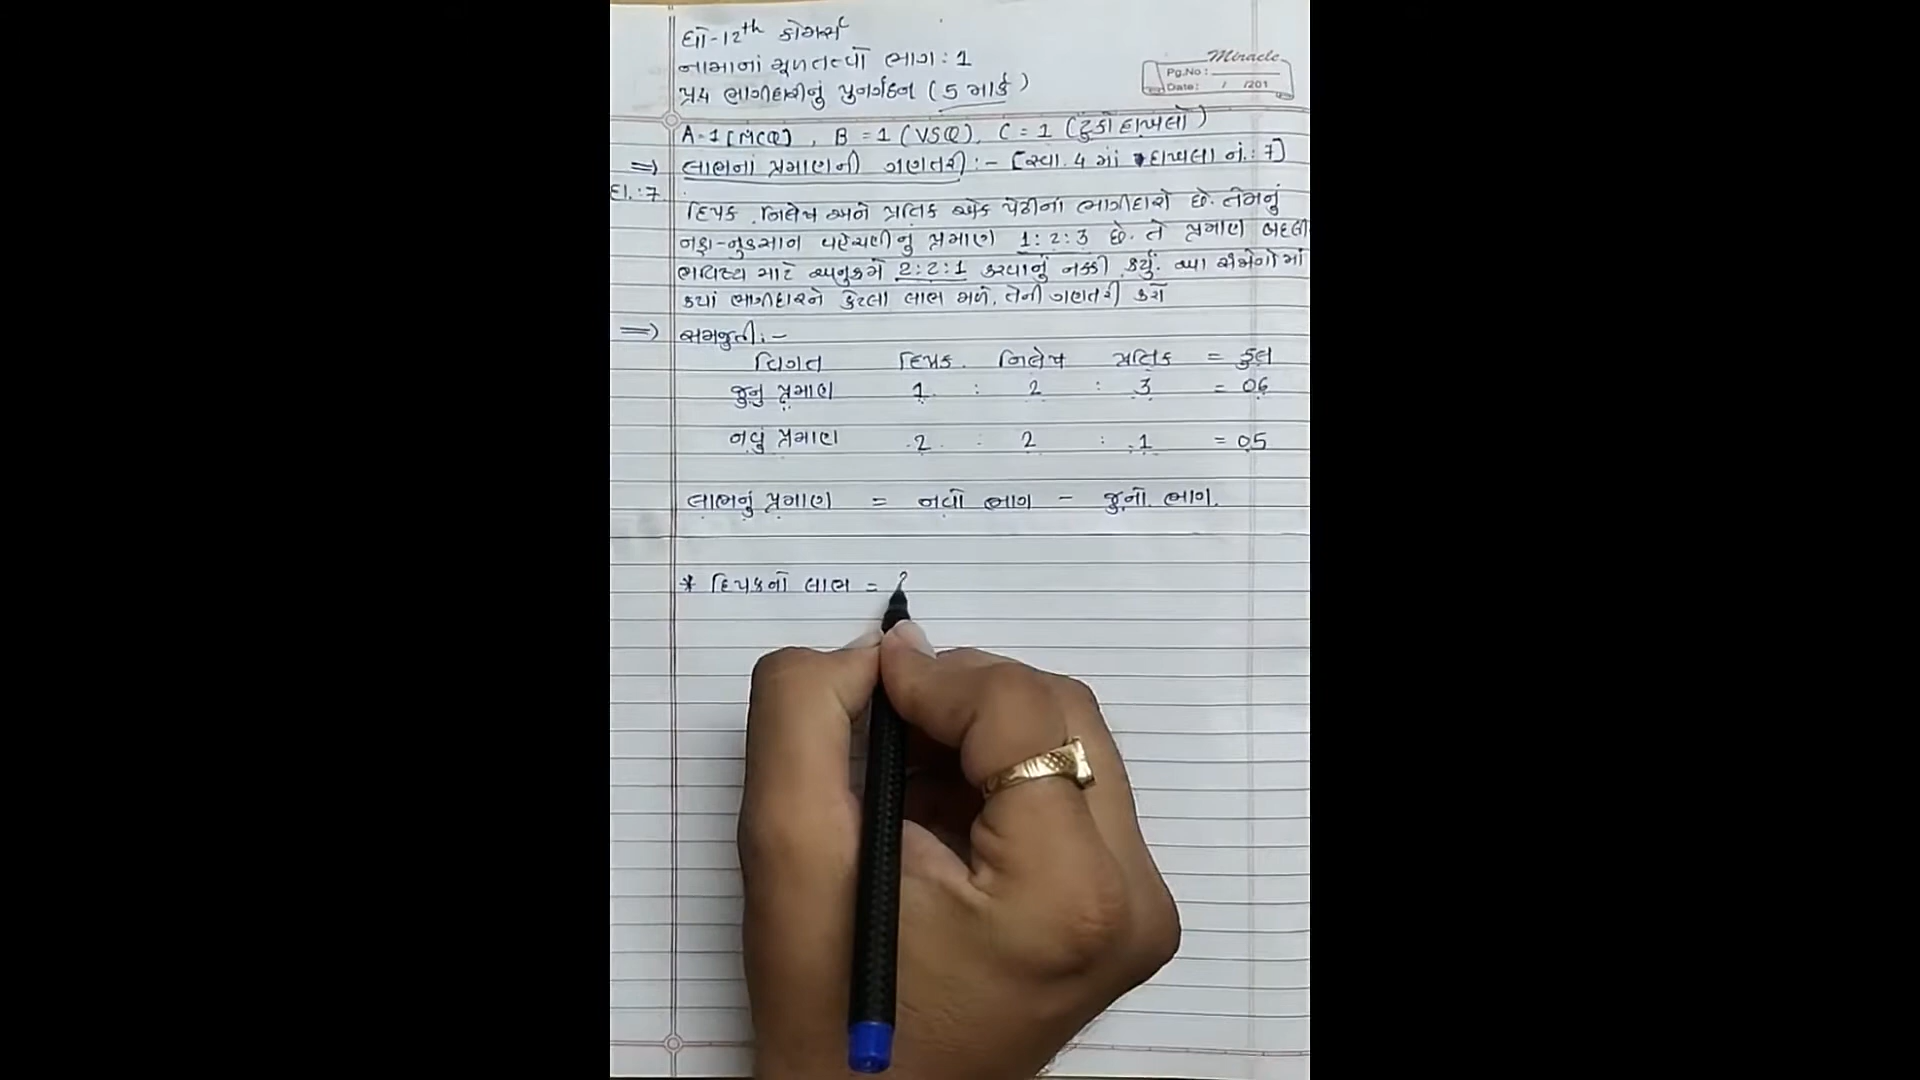 ધો-12th કોમર્સ
નામાનાં મૂળતત્વો ભાગ : 1
પ્ર.4 ભાગીદારીનું પુનર્ગઠન ( 5 માર્ક )
Miracle
Pg.No :
Date : / /201
A-1 [MCQ] , B = 1 (VSQ), C = 1 (ટુંકો દાખલો)
=> લાભનાં પ્રમાણની ગણતરી :- [સ્વા. 4 માં દાખલા નં. : 7]
દા. : 7
દિપક, નિલેષ અને પ્રતિક એક પેઢીના ભાગીદારો છે. તેમનું
નફા-નુકસાન વહેચણીનું પ્રમાણ 1 : 2 : 3 છે. તે પ્રમાણ બદલી
ભવિષ્ય માટે અનુક્રમે 2 : 2 : 1 કરવાનું નક્કી કર્યું. આ સંજોગોમાં
કયાં ભાગીદારને કેટલા લાભ મળે, તેની ગણતરી કરો
=> સમજુતી :-
વિગત દિપક. નિલેષ પ્રતિક = કુલ
જુનુ પ્રમાણ 1 : 2 : 3 = 06
નવું પ્રમાણ 2 : 2 : 1 = 05
લાભનું પ્રમાણ = નવો ભાગ - જુનો ભાગ.
* દિપકનો લાભ = ?